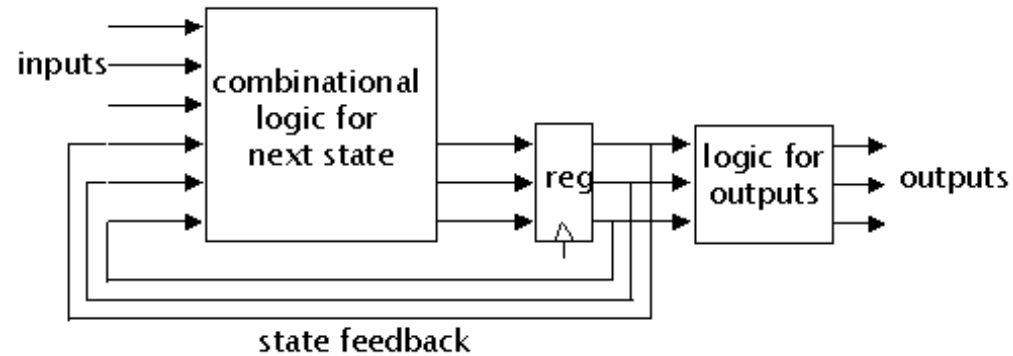 inputs
combinational
logic for
next state
reg
logic for
outputs
outputs
state feedback